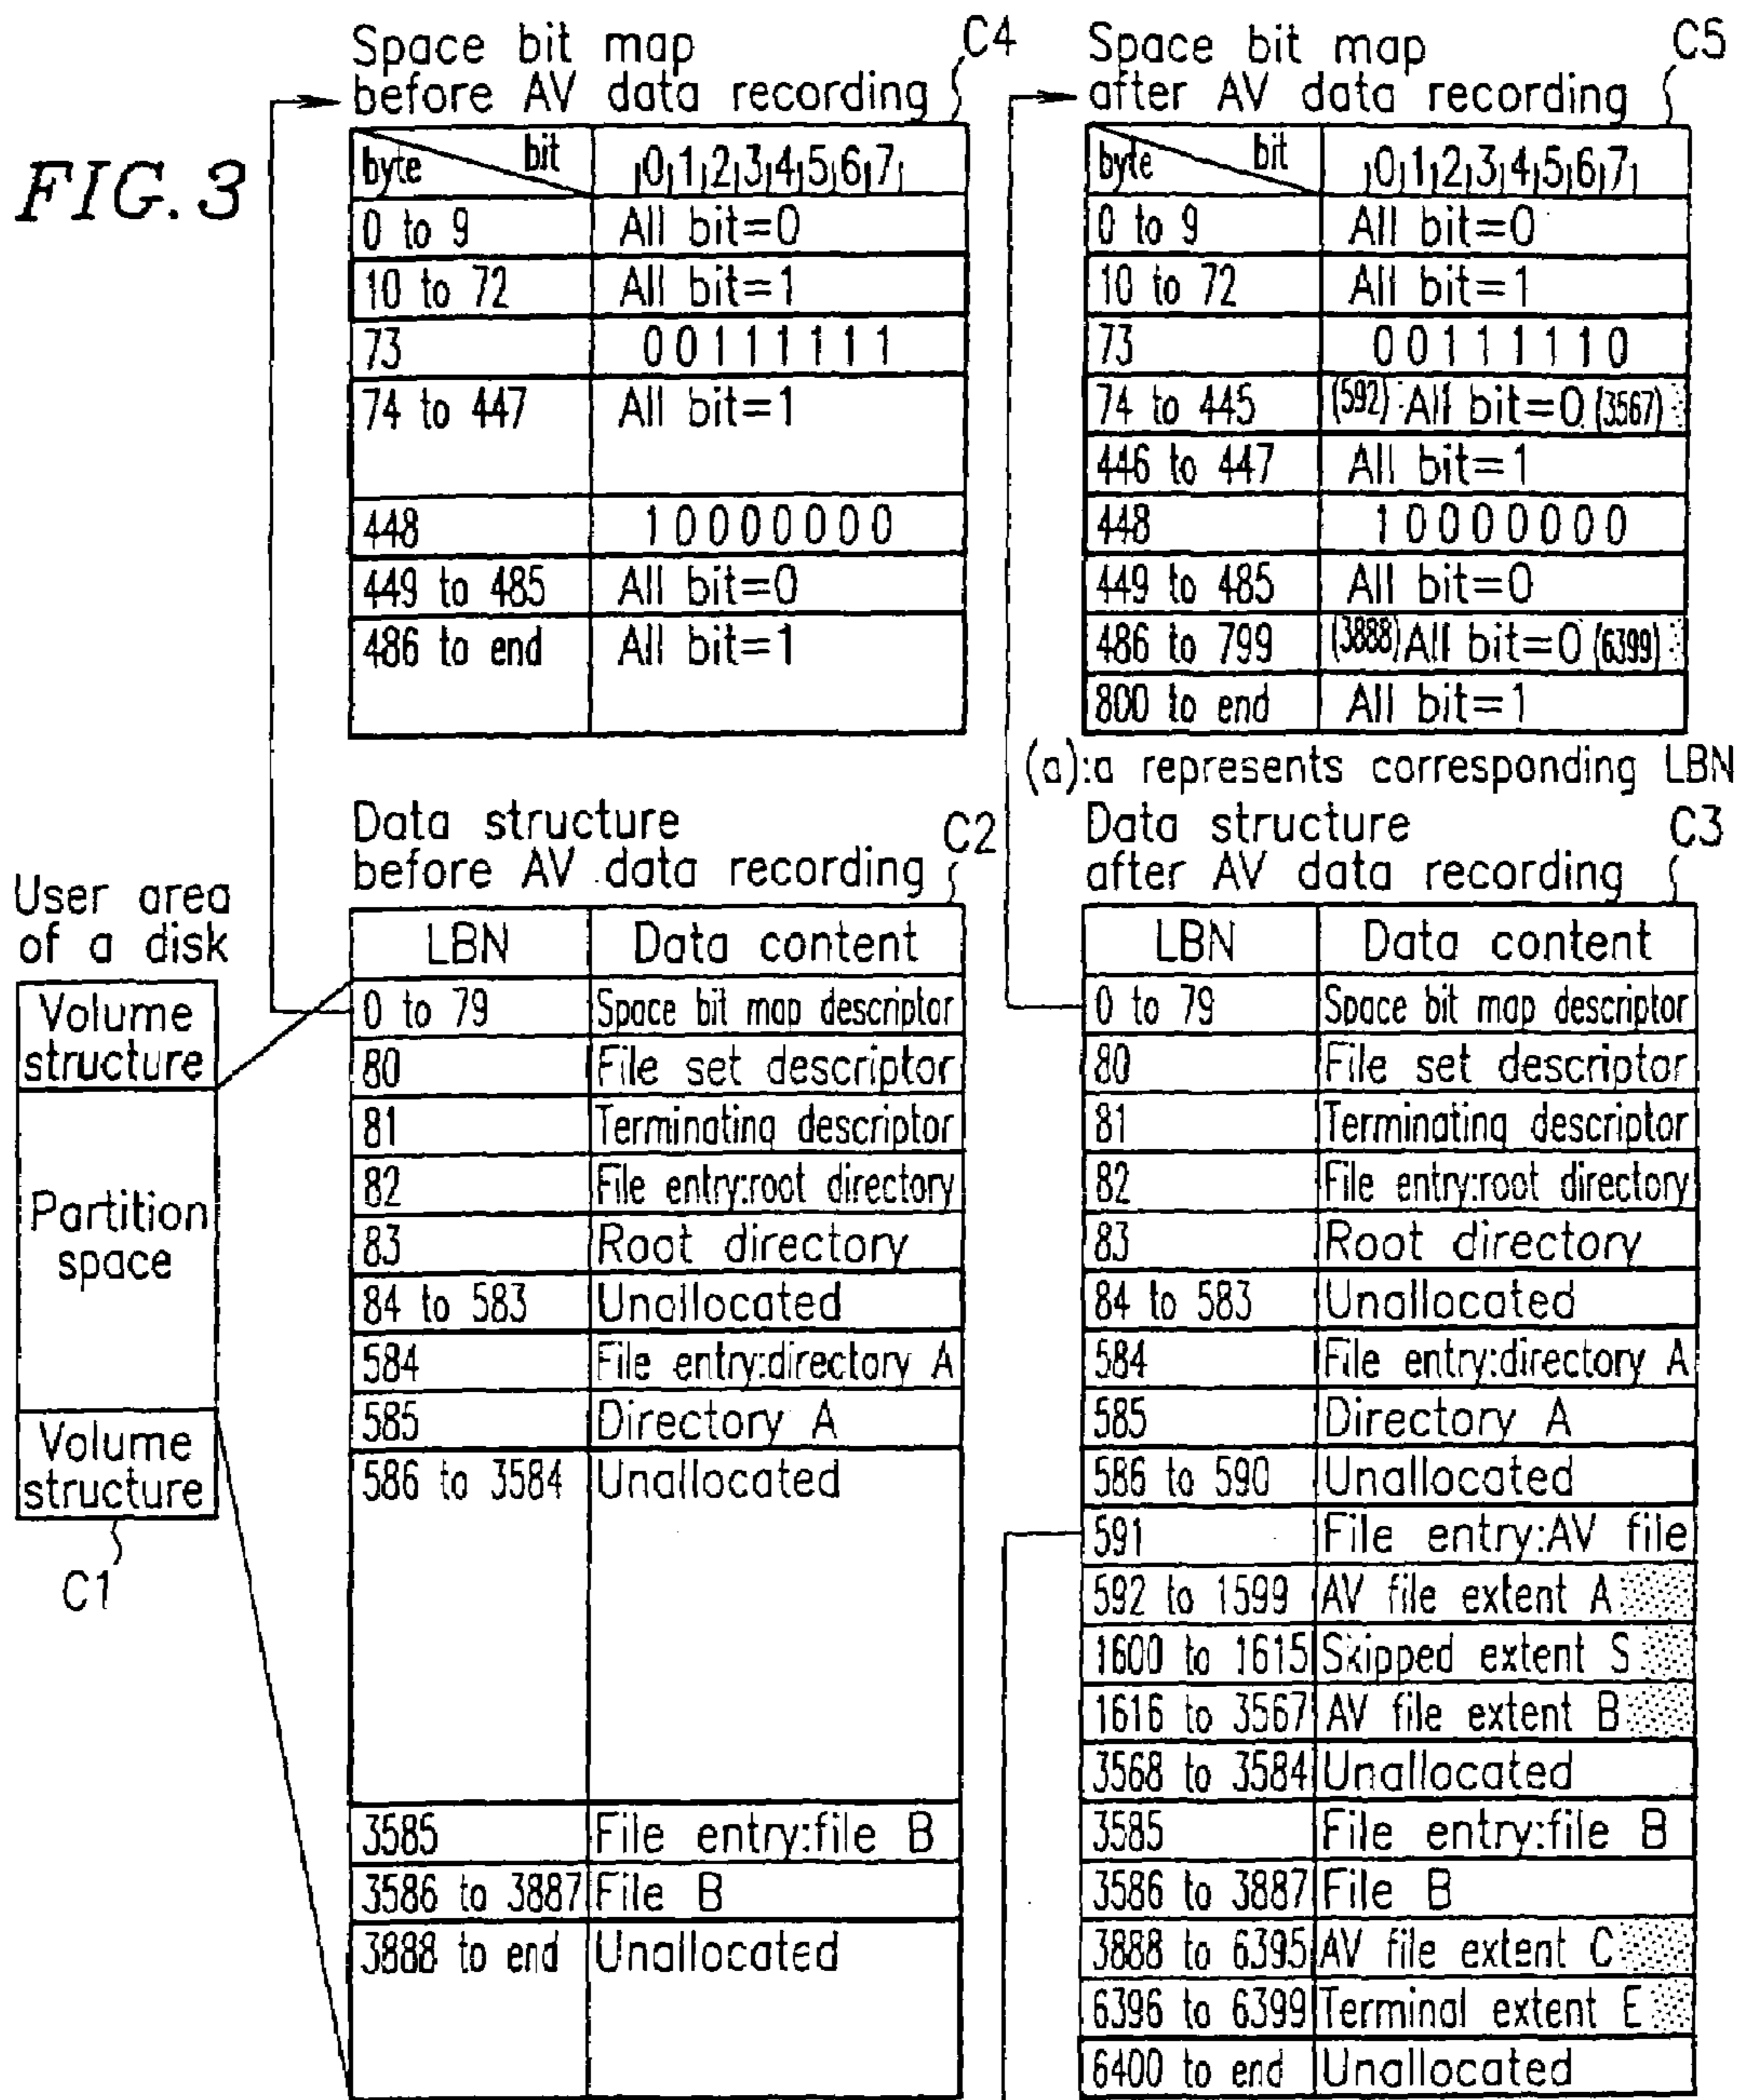 FIG. 3
Space bit map
before AV data recording
C4
byte bit 0 1 2 3 4 5 6 7
0 to 9 All bit=0
10 to 72 All bit=1
73 0 0 1 1 1 1 1 1
74 to 447 All bit=1
448 1 0 0 0 0 0 0 0
449 to 485 All bit=0
486 to end All bit=1
Space bit map
after AV data recording
C5
byte bit 0 1 2 3 4 5 6 7
0 to 9 All bit=0
10 to 72 All bit=1
73 0 0 1 1 1 1 1 0
74 to 445 (592) All bit=0 (3567)
446 to 447 All bit=1
448 1 0 0 0 0 0 0 0
449 to 485 All bit=0
486 to 799 (3888) All bit=0 (6399)
800 to end All bit=1
(a):a represents corresponding LBN
User area
of a disk
Volume
structure
Partition
space
Volume
structure
C1
Data structure
before AV data recording
C2
LBN Data content
0 to 79 Space bit map descriptor
80 File set descriptor
81 Terminating descriptor
82 File entry:root directory
83 Root directory
84 to 583 Unallocated
584 File entry:directory A
585 Directory A
586 to 3584 Unallocated
3585 File entry:file B
3586 to 3887 File B
3888 to end Unallocated
Data structure
after AV data recording
C3
LBN Data content
0 to 79 Space bit map descriptor
80 File set descriptor
81 Terminating descriptor
82 File entry:root directory
83 Root directory
84 to 583 Unallocated
584 File entry:directory A
585 Directory A
586 to 590 Unallocated
591 File entry:AV file
592 to 1599 AV file extent A
1600 to 1615 Skipped extent S
1616 to 3567 AV file extent B
3568 to 3584 Unallocated
3585 File entry:file B
3586 to 3887 File B
3888 to 6395 AV file extent C
6396 to 6399 Terminal extent E
6400 to end Unallocated